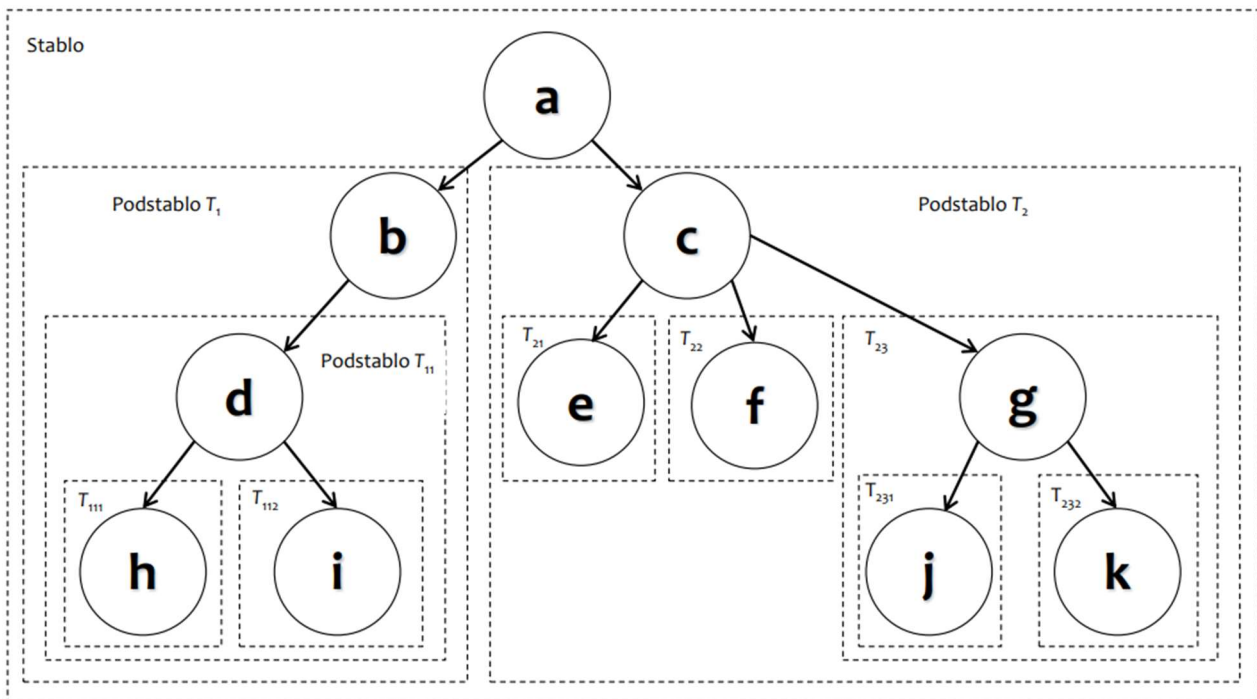 Stablo
a
Podstablo T₁
b
c
Podstablo T₂
d
Podstablo T₁₁
T₂₁
e
T₂₂
f
T₂₃
g
T₁₁₁
h
T₁₁₂
i
T₂₃₁
j
T₂₃₂
k